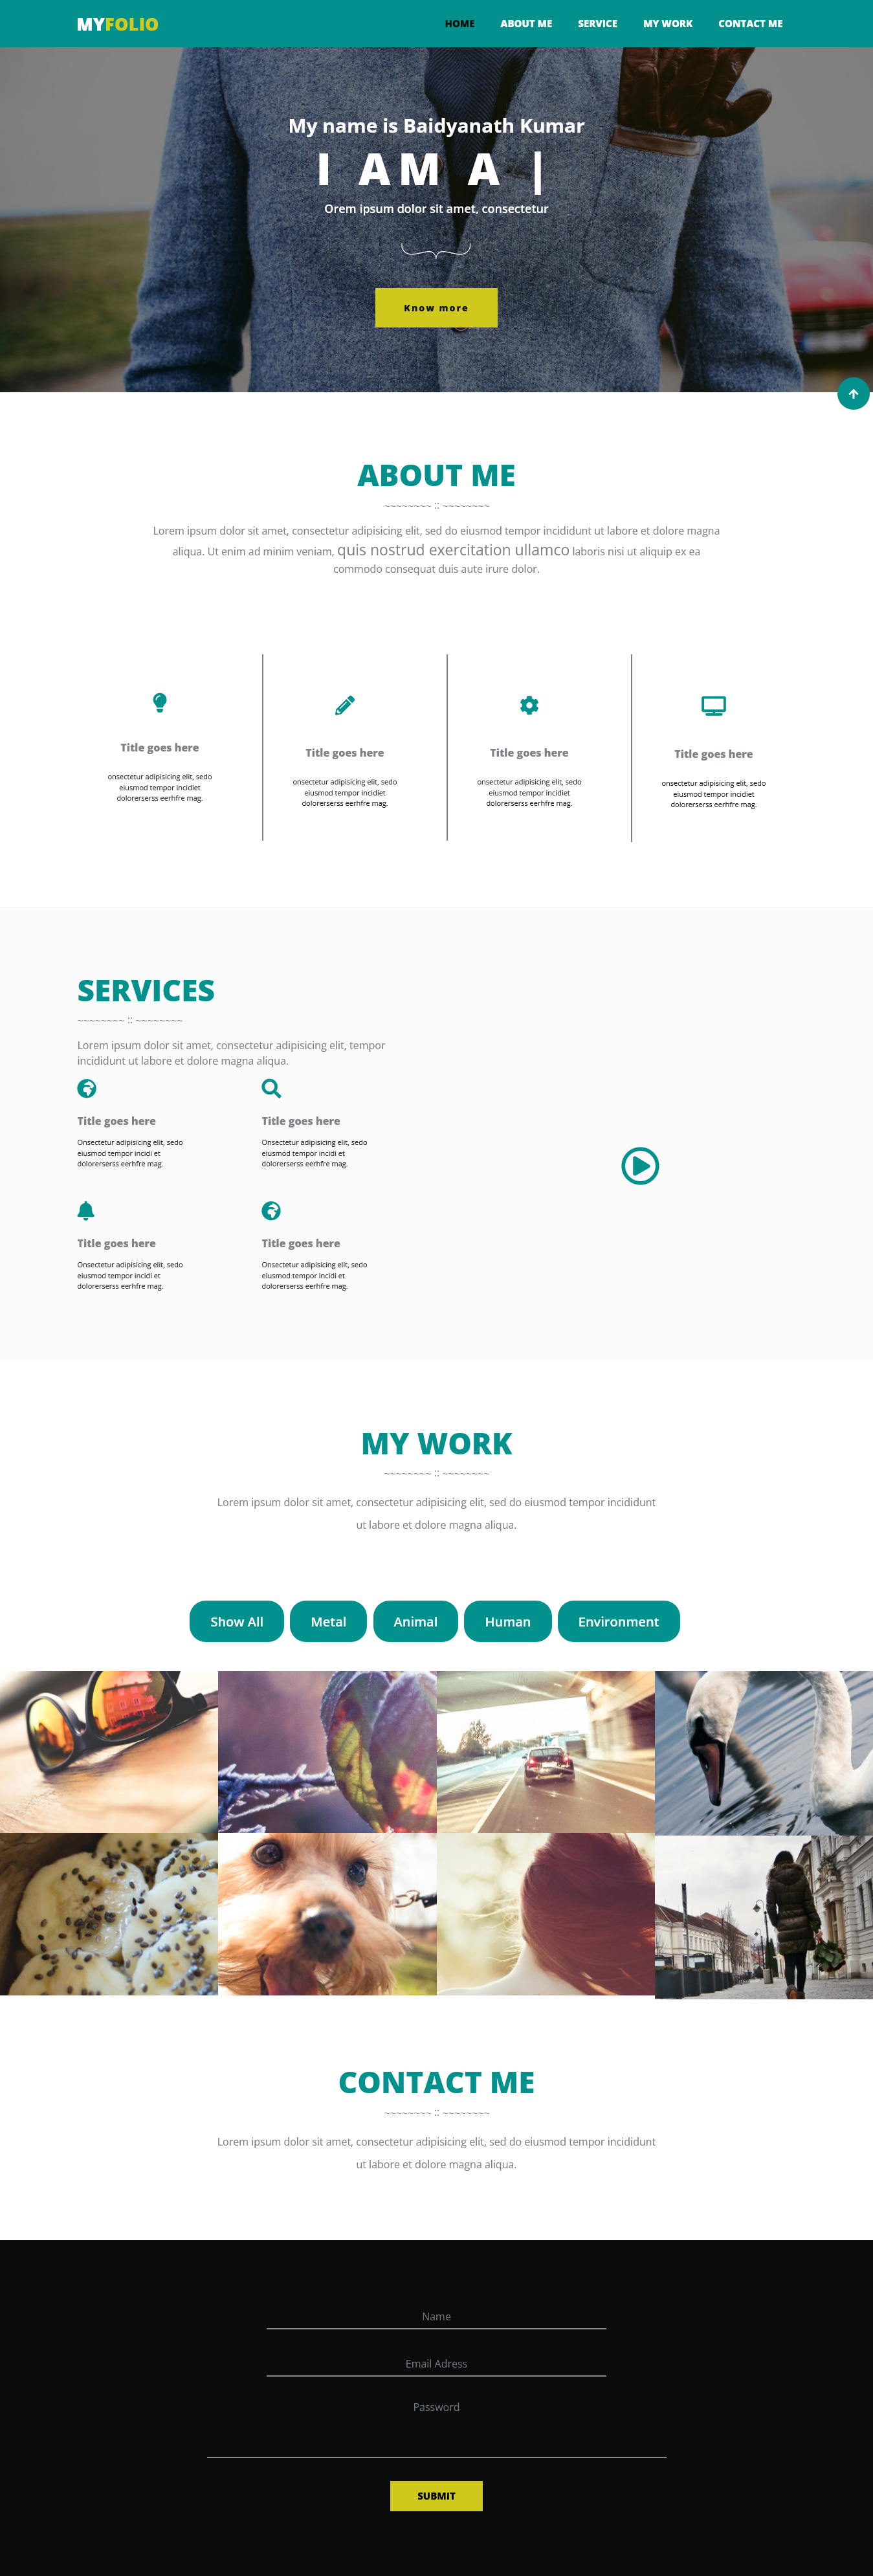 MYFOLIO
HOME ABOUT ME SERVICE MY WORK CONTACT ME
My name is Baidyanath Kumar
I AM A |
Orem ipsum dolor sit amet, consectetur
Know more
ABOUT ME
~~~~~~~~ :: ~~~~~~~~
Lorem ipsum dolor sit amet, consectetur adipisicing elit, sed do eiusmod tempor incididunt ut labore et dolore magna
aliqua. Ut enim ad minim veniam, quis nostrud exercitation ullamco laboris nisi ut aliquip ex ea
commodo consequat duis aute irure dolor.
Title goes here
onsectetur adipisicing elit, sedo
eiusmod tempor incidiet
dolorerserss eerhfre mag.
Title goes here
onsectetur adipisicing elit, sedo
eiusmod tempor incidiet
dolorerserss eerhfre mag.
Title goes here
onsectetur adipisicing elit, sedo
eiusmod tempor incidiet
dolorerserss eerhfre mag.
Title goes here
onsectetur adipisicing elit, sedo
eiusmod tempor incidiet
dolorerserss eerhfre mag.
SERVICES
~~~~~~~~ :: ~~~~~~~~
Lorem ipsum dolor sit amet, consectetur adipisicing elit, tempor
incididunt ut labore et dolore magna aliqua.
Title goes here
Onsectetur adipisicing elit, sedo
eiusmod tempor incidi et
dolorerserss eerhfre mag.
Title goes here
Onsectetur adipisicing elit, sedo
eiusmod tempor incidi et
dolorerserss eerhfre mag.
Title goes here
Onsectetur adipisicing elit, sedo
eiusmod tempor incidi et
dolorerserss eerhfre mag.
Title goes here
Onsectetur adipisicing elit, sedo
eiusmod tempor incidi et
dolorerserss eerhfre mag.
MY WORK
~~~~~~~~ :: ~~~~~~~~
Lorem ipsum dolor sit amet, consectetur adipisicing elit, sed do eiusmod tempor incididunt
ut labore et dolore magna aliqua.
Show All Metal Animal Human Environment
CONTACT ME
~~~~~~~~ :: ~~~~~~~~
Lorem ipsum dolor sit amet, consectetur adipisicing elit, sed do eiusmod tempor incididunt
ut labore et dolore magna aliqua.
Name
Email Adress
Password
SUBMIT